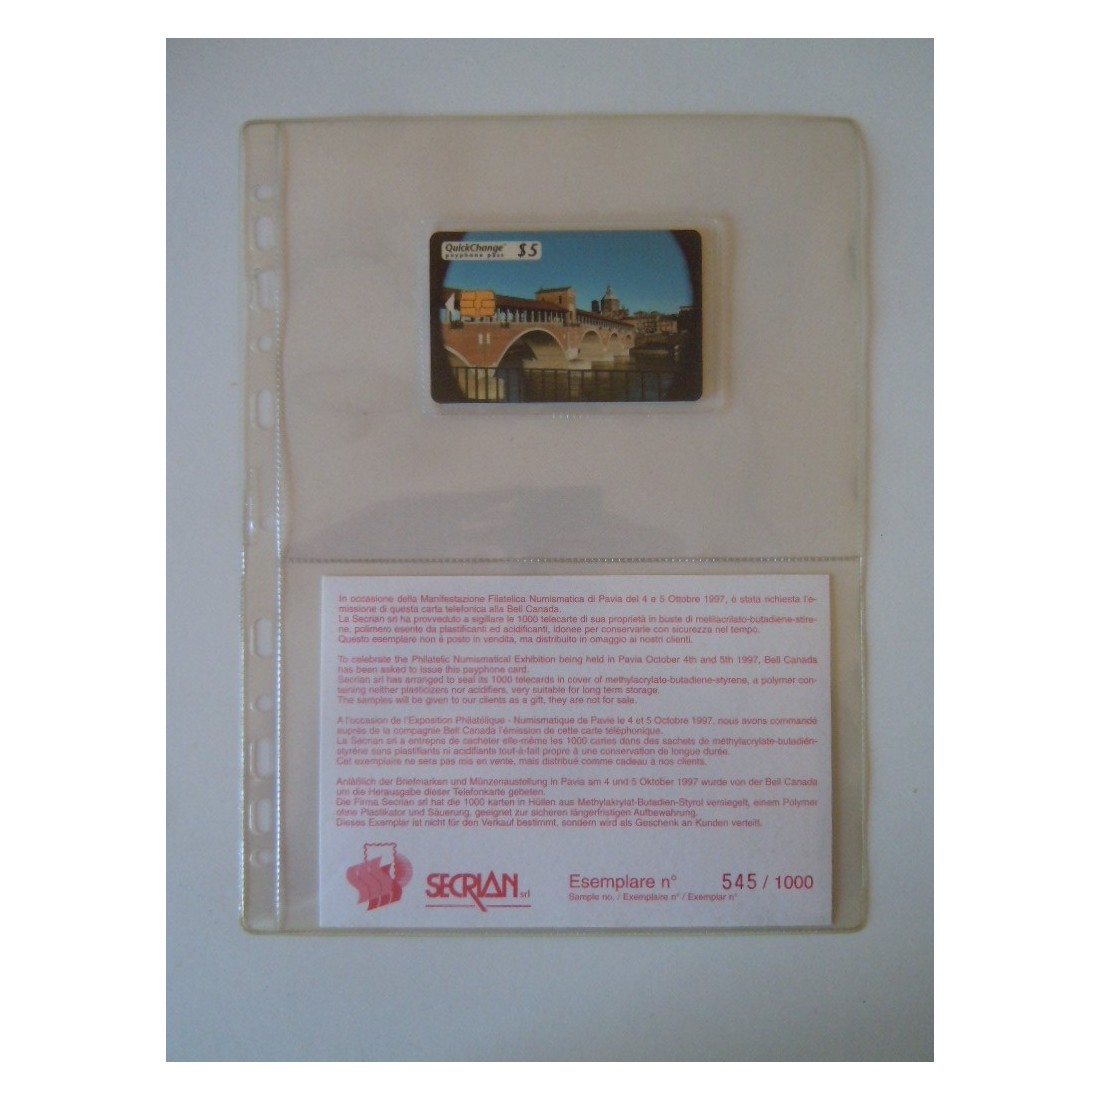 QuickChange™
payphone pass
$5
In occasione della Manifestazione Filatelica Numismatica di Pavia del 4 e 5 Ottobre 1997, è stata richiesta l'e-
missione di questa carta telefonica alla Bell Canada.
La Secrian srl ha provveduto a sigillare le 1000 telecarte di sua proprietà in buste di metilacrilato-butadiene-stire-
ne, polimero esente da plastificanti ed acidificanti, idonee per conservarle con sicurezza nel tempo.
Questo esemplare non è posto in vendita, ma distribuito in omaggio ai nostri clienti.
To celebrate the Philatelic Numismatical Exhibition being held in Pavia October 4th and 5th 1997, Bell Canada
has been asked to issue this payphone card.
Secrian srl has arranged to seal its 1000 telecards in cover of methylacrylate-butadiene-styrene, a polymer con-
taining neither plasticizers nor acidifiers, very suitable for long term storage.
The samples will be given to our clients as a gift, they are not for sale.
A l'occasion de l'Exposition Philatélique - Numismatique de Pavie le 4 et 5 Octobre 1997, nous avons commandé
suprès de la compagnie Bell Canada l'émission de cette carte téléphonique.
La Secrian srl a entrepris de cacheter elle-même les 1000 cartes dans des sachets de méthylacrylate-butadién-
styrène sans plastifiants ni acidifiants tout-à-fait propre à une conservation de longue durée.
Cet exemplaire ne sera pas mis en vente, mais distribué comme cadeau à nos clients.
Anläßlich der Briefmarken und Münzenaustellung in Pavia am 4 und 5 Oktober 1997 wurde von der Bell Canada
um die Herausgabe dieser Telefonkarte gebeten.
Die Firma Secrian srl hat die 1000 karten in Hüllen aus Methylakrylat-Butadien-Styrol versiegelt, einem Polymer
ohne Plastikator und Säuerung, geeignet zur sicheren längerfristigen Aufbewahrung.
Dieses Exemplar ist nicht für den Verkauf bestimmt, sondern wird als Geschenk an Kunden verteilt.
SECRIAN srl
Esemplare n° 545 / 1000
Sample no. / Exemplaire n° / Exemplar n°